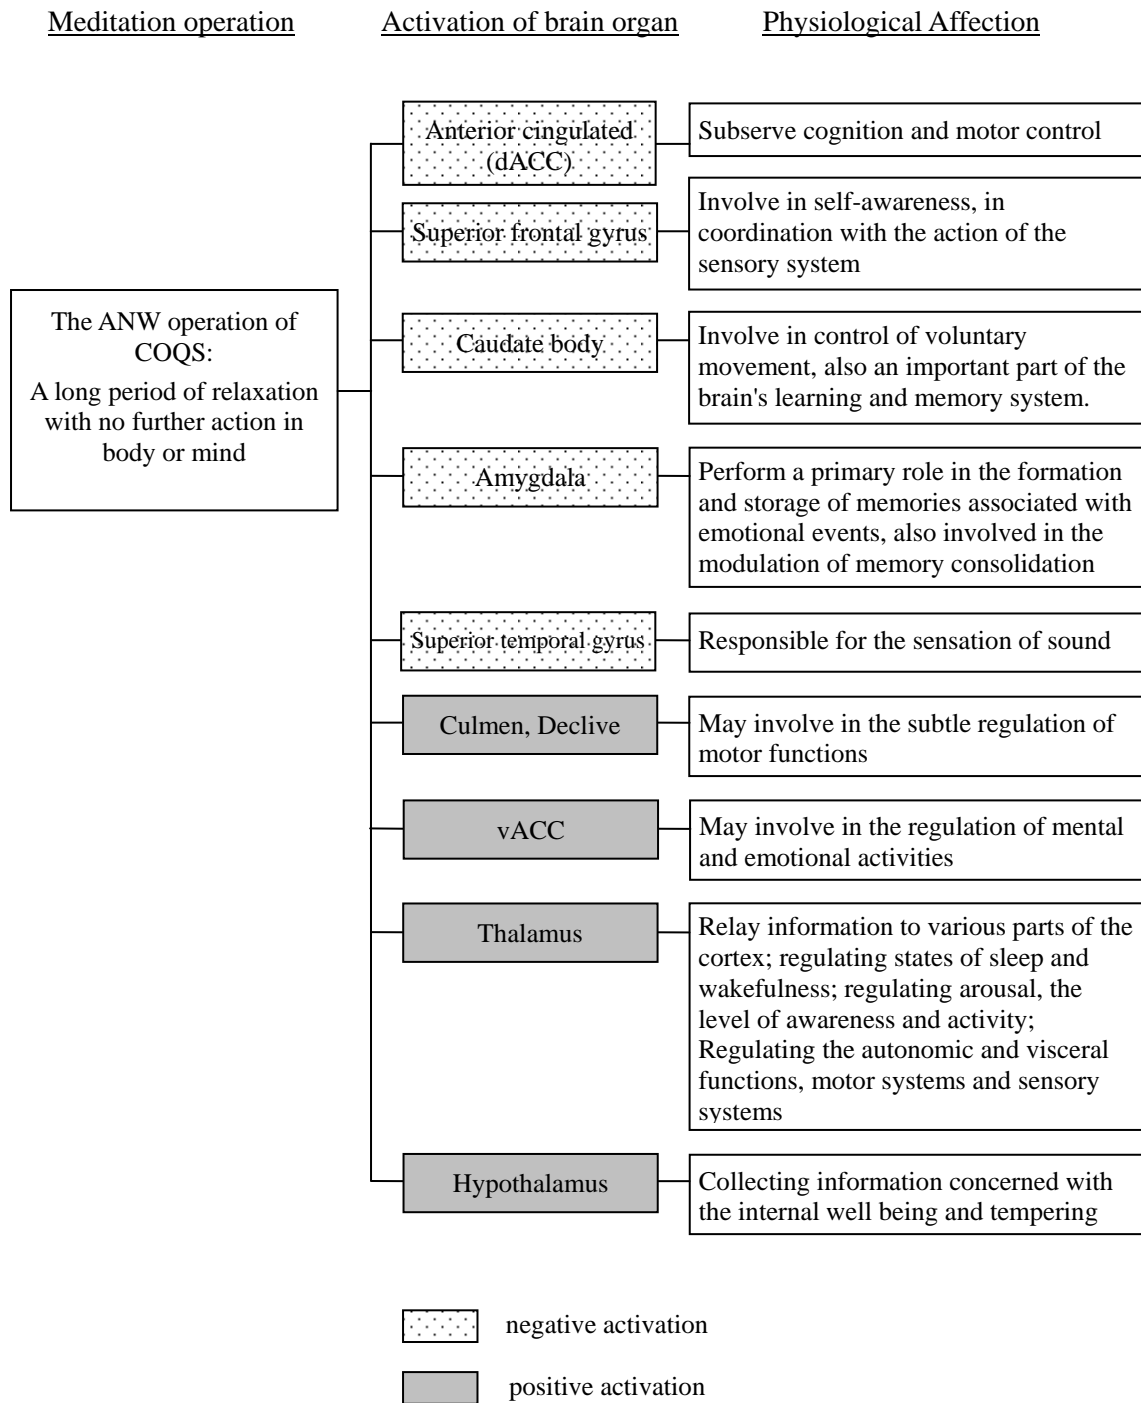 Meditation operation
Activation of brain organ
Physiological Affection
The ANW operation of
COQS:
A long period of relaxation
with no further action in
body or mind
Anterior cingulated
(dACC)
Subserve cognition and motor control
Superior frontal gyrus
Involve in self-awareness, in
coordination with the action of the
sensory system
Caudate body
Involve in control of voluntary
movement, also an important part of the
brain's learning and memory system.
Amygdala
Perform a primary role in the formation
and storage of memories associated with
emotional events, also involved in the
modulation of memory consolidation
Superior temporal gyrus
Responsible for the sensation of sound
Culmen, Declive
May involve in the subtle regulation of
motor functions
vACC
May involve in the regulation of mental
and emotional activities
Thalamus
Relay information to various parts of the
cortex; regulating states of sleep and
wakefulness; regulating arousal, the
level of awareness and activity;
Regulating the autonomic and visceral
functions, motor systems and sensory
systems
Hypothalamus
Collecting information concerned with
the internal well being and tempering
negative activation
positive activation